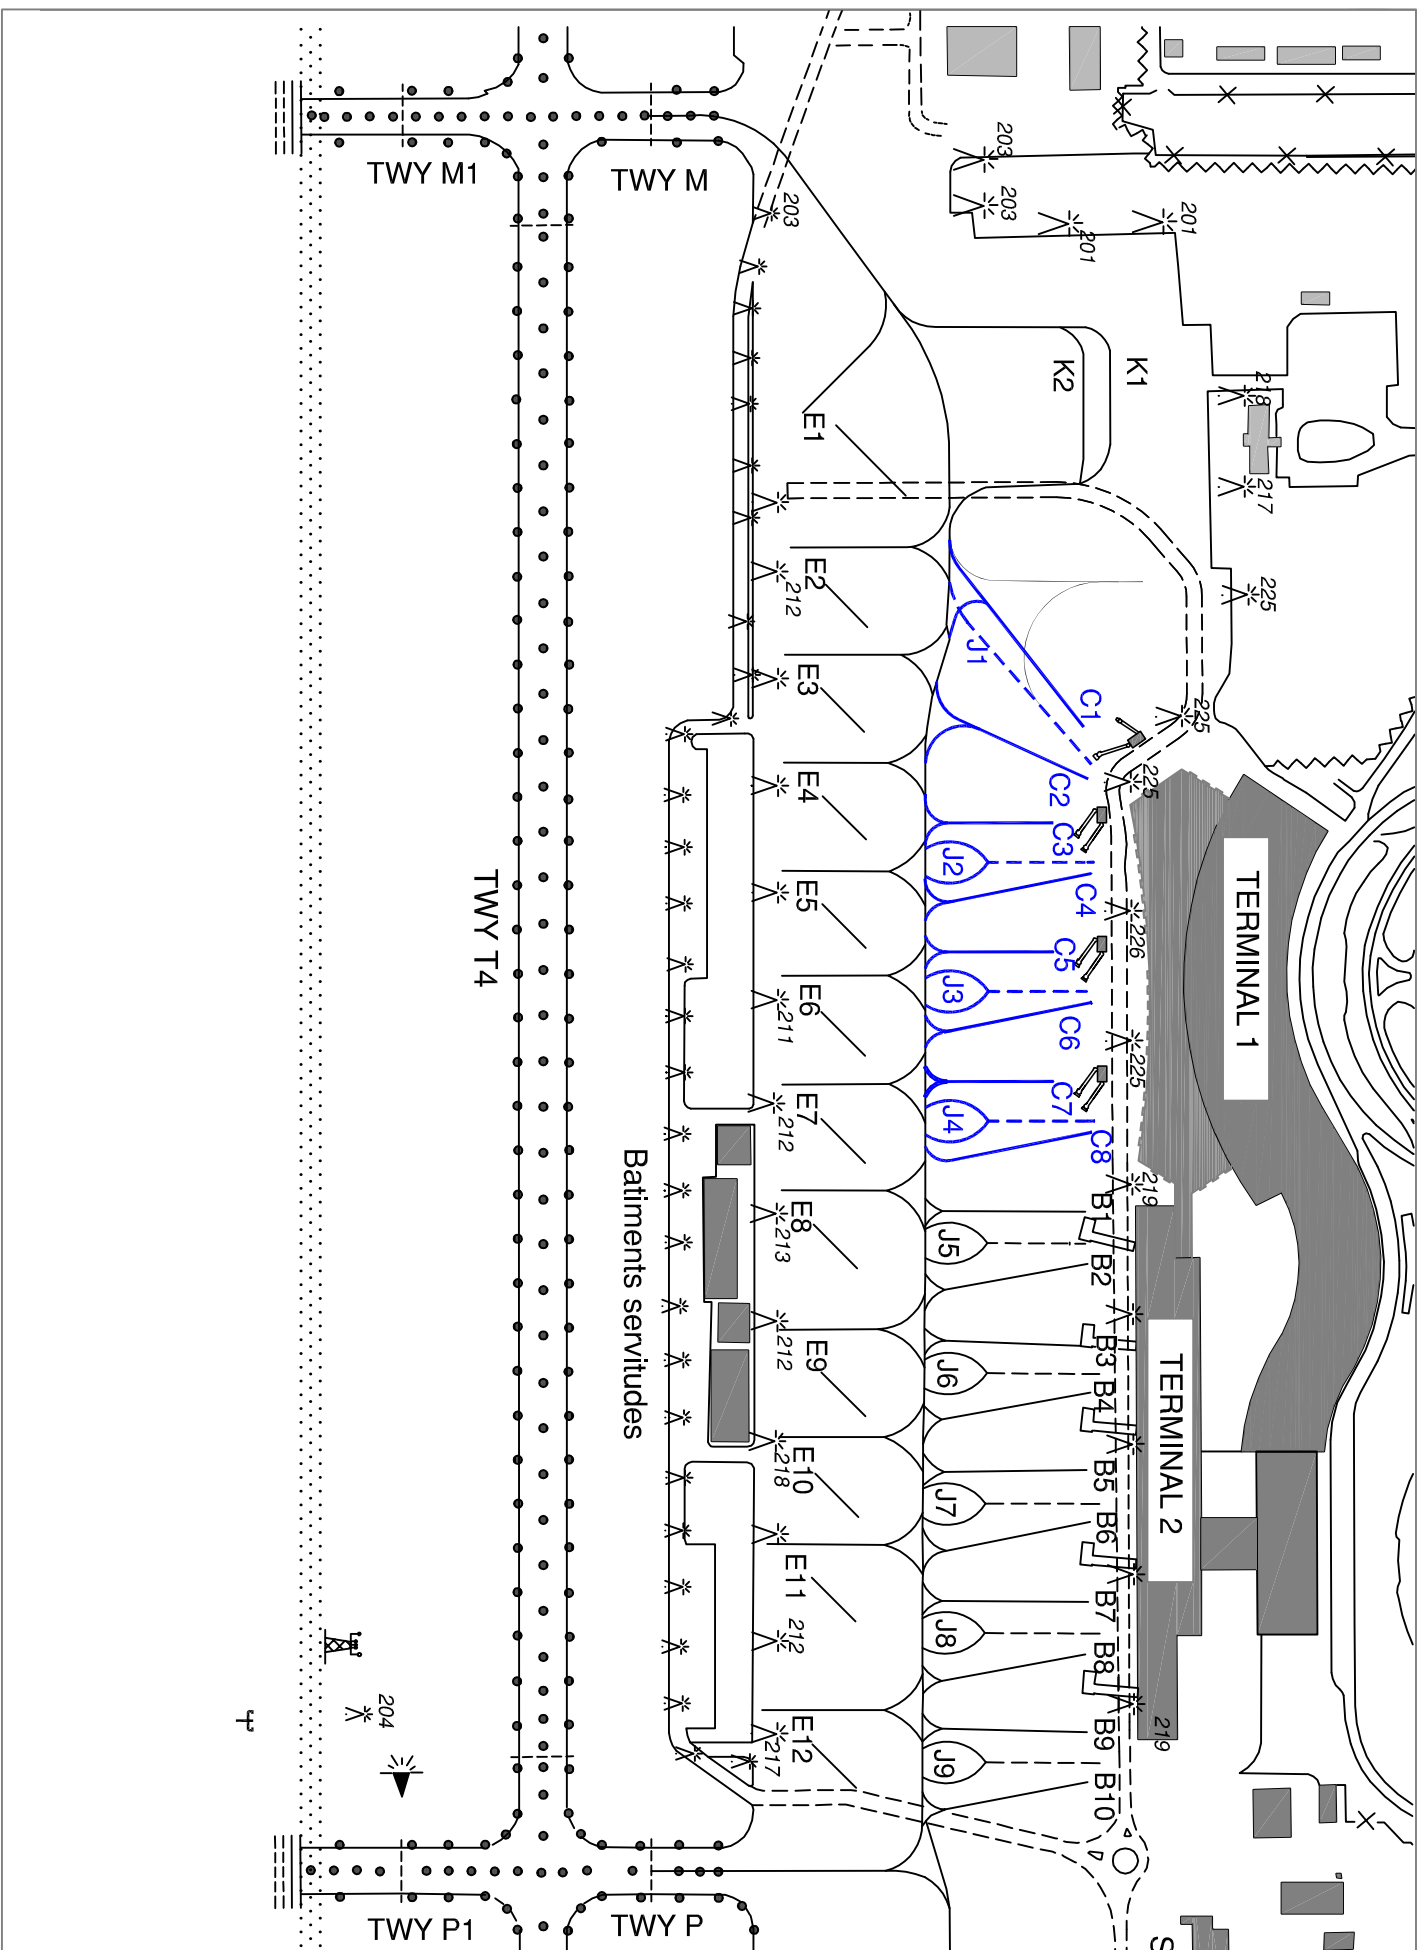 TWY M1
TWY M
203
203
203
201
201
K2
K1
218
217
E1
225
E2
212
J1
E3
C1
225
E4
C2
225
C3
J2
C4
E5
226
TERMINAL 1
TWY T4
C5
J3
C6
E6
211
225
C7
J4
C8
E7
212
219
Batiments servitudes
E8
213
B1
J5
B2
E9
212
B3
J6
B4
TERMINAL 2
E10
218
B5
J7
B6
E11
212
B7
J8
B8
204
E12
217
B9
J9
B10
219
TWY P1
TWY P
S